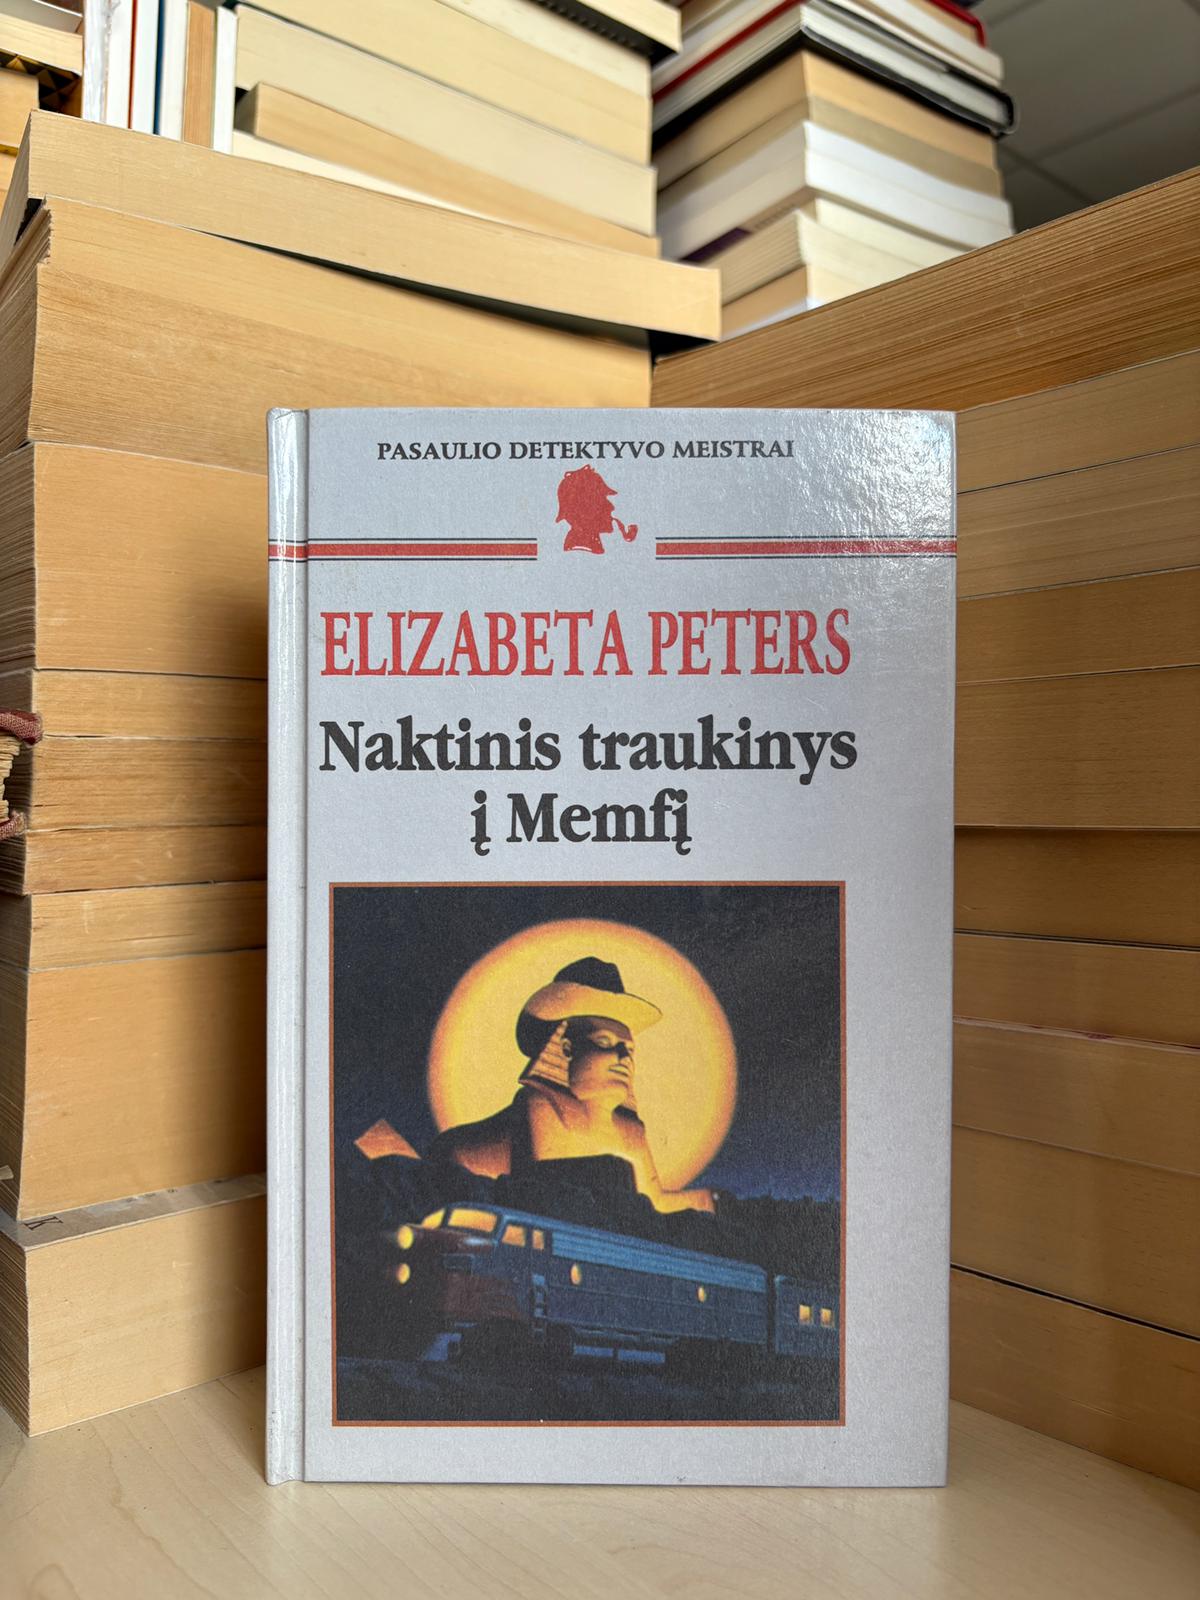 PASAULIO DETEKTYVO MEISTRAI
ELIZABETA PETERS
Naktinis traukinys
į Memfį